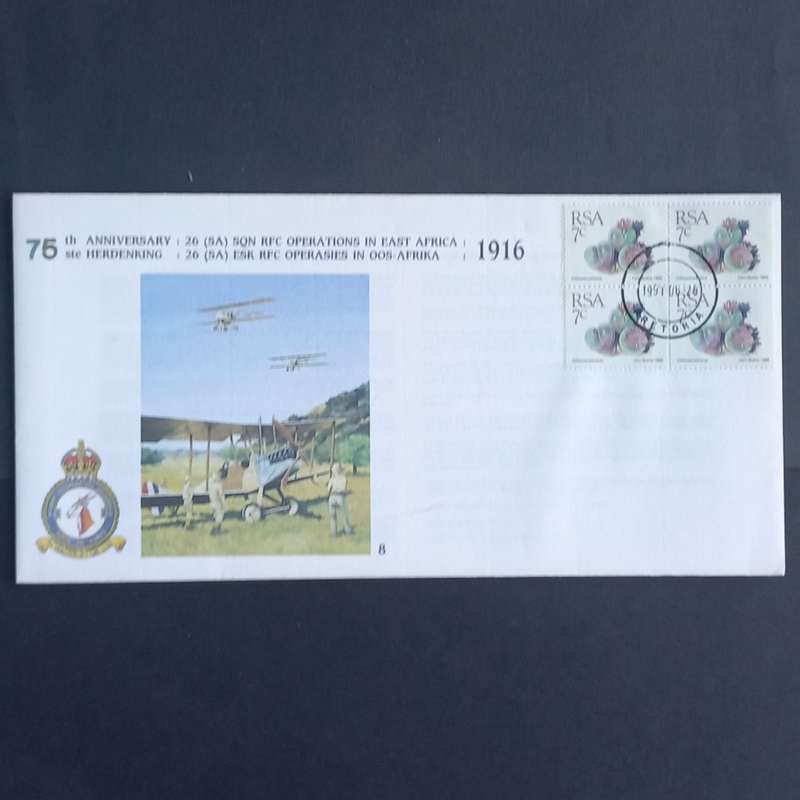 75 th ANNIVERSARY : 26 (SA) SQN RFC OPERATIONS IN EAST AFRICA : 1916
ste HERDENKING : 26 (SA) ESK RFC OPERASIES IN OOS-AFRIKA :
RSA
7c
RSA
7c
RSA
7c
RSA
7c
1991
PRETORIA
8